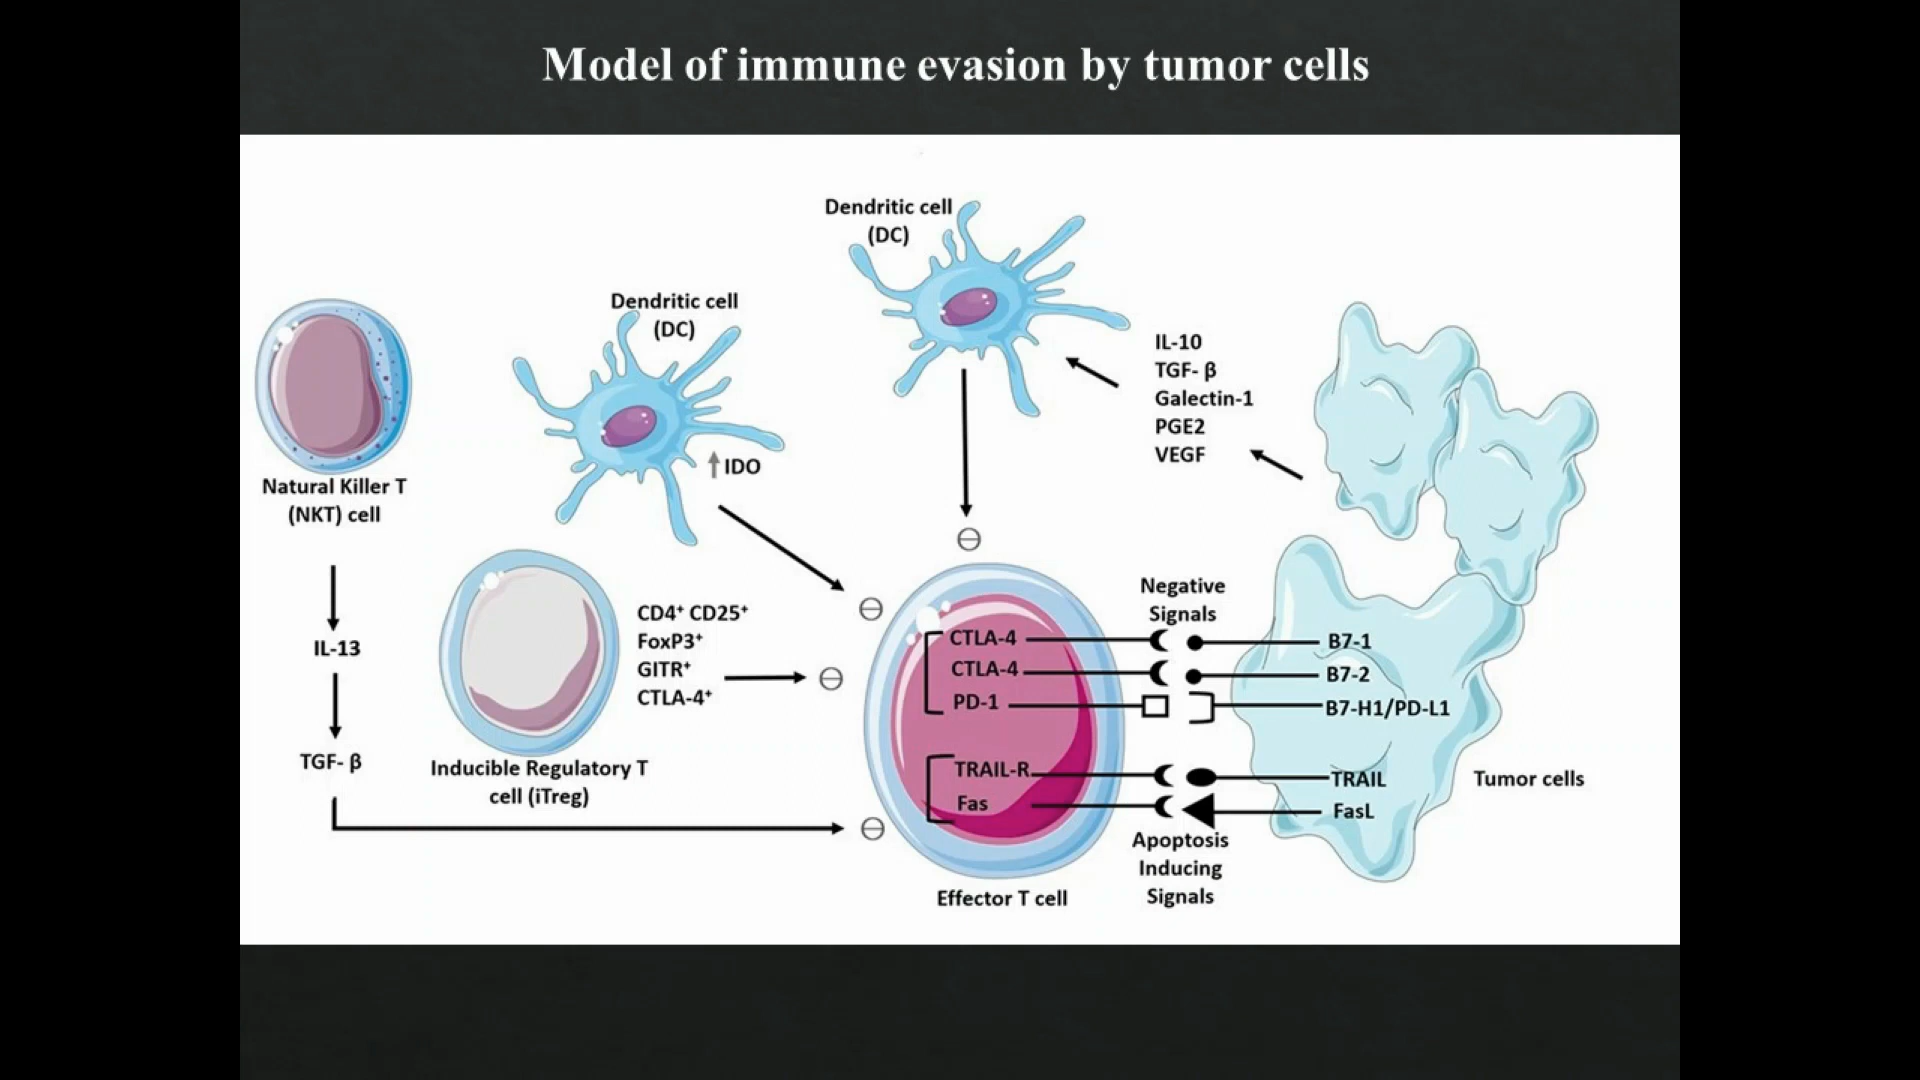 Model of immune evasion by tumor cells
Dendritic cell
(DC)
Dendritic cell
(DC)
IL-10
TGF- β
Galectin-1
PGE2
VEGF
IDO
Natural Killer T
(NKT) cell
IL-13
TGF- β
CD4⁺ CD25⁺
FoxP3⁺
GITR⁺
CTLA-4⁺
Inducible Regulatory T
cell (iTreg)
Negative
Signals
CTLA-4
CTLA-4
PD-1
B7-1
B7-2
B7-H1/PD-L1
TRAIL-R
Fas
TRAIL
FasL
Tumor cells
Apoptosis
Inducing
Signals
Effector T cell